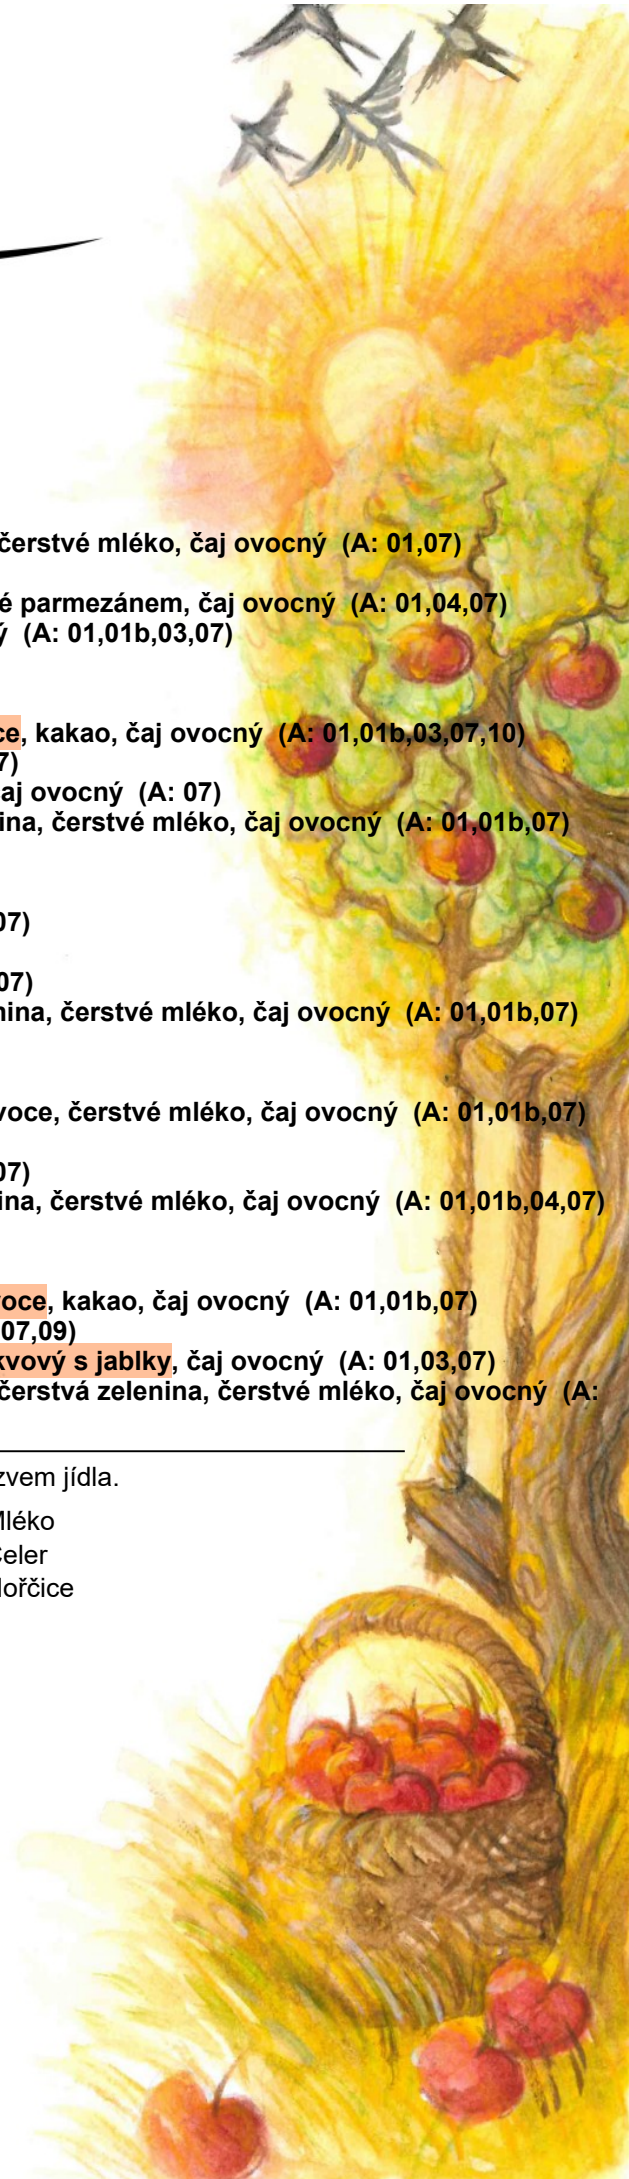 čerstvé mléko, čaj ovocný (A: 01,07)
é parmezánem, čaj ovocný (A: 01,04,07)
ý (A: 01,01b,03,07)
ce, kakao, čaj ovocný (A: 01,01b,03,07,10)
7)
aj ovocný (A: 07)
ina, čerstvé mléko, čaj ovocný (A: 01,01b,07)
07)
07)
nina, čerstvé mléko, čaj ovocný (A: 01,01b,07)
voce, čerstvé mléko, čaj ovocný (A: 01,01b,07)
07)
ina, čerstvé mléko, čaj ovocný (A: 01,01b,04,07)
voce, kakao, čaj ovocný (A: 01,01b,07)
07,09)
kvový s jablky, čaj ovocný (A: 01,03,07)
čerstvá zelenina, čerstvé mléko, čaj ovocný (A:
zvem jídla.
Mléko
Celer
Hořčice